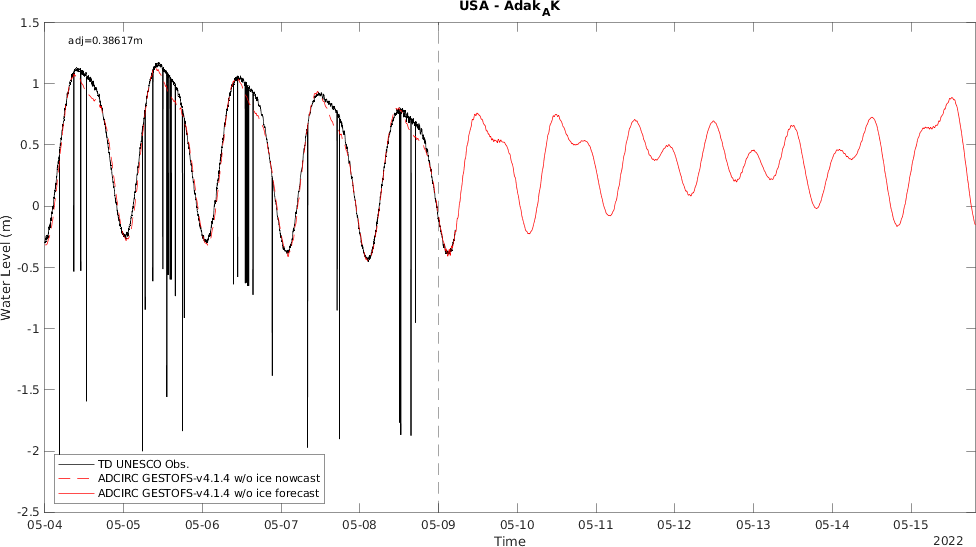 USA - Adak_AK
adj=0.38617m
1.5
1
0.5
0
-0.5
-1
-1.5
-2
-2.5
Water Level (m)
TD UNESCO Obs.
ADCIRC GESTOFS-v4.1.4 w/o ice nowcast
ADCIRC GESTOFS-v4.1.4 w/o ice forecast
05-04 05-05 05-06 05-07 05-08 05-09 05-10 05-11 05-12 05-13 05-14 05-15
Time
2022